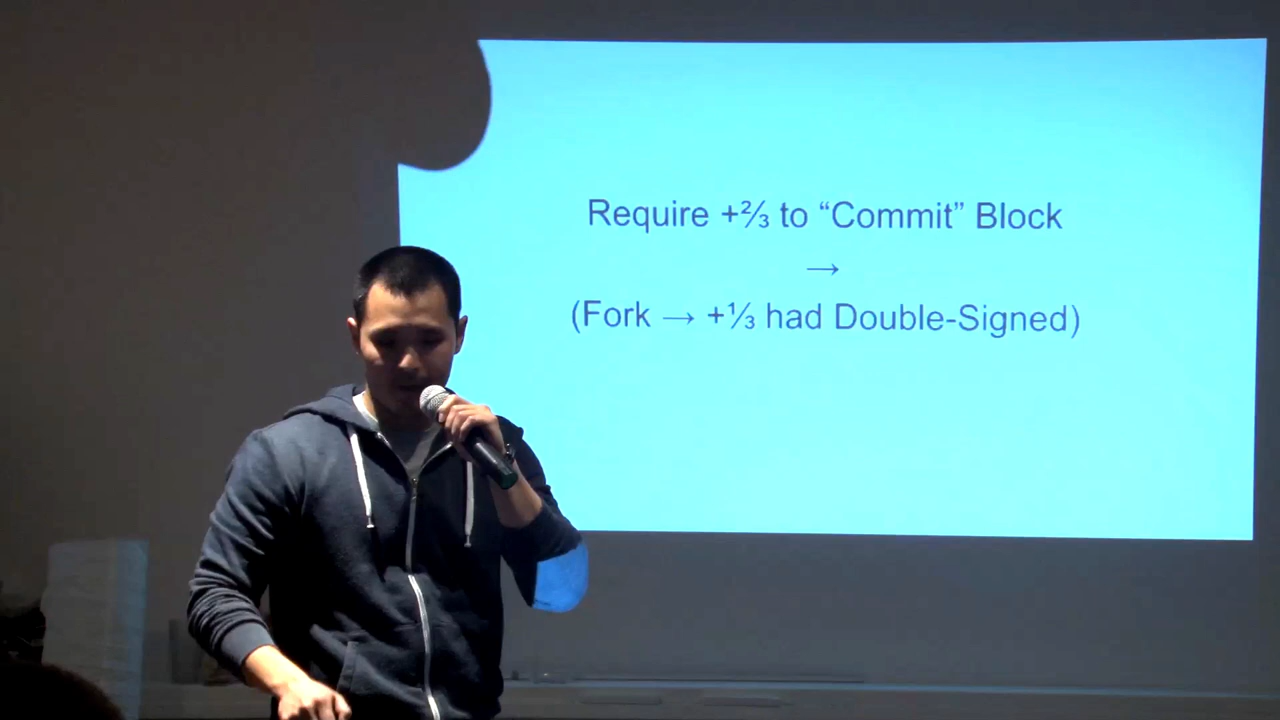 Require +⅔ to “Commit” Block
→
(Fork → +⅓ had Double-Signed)